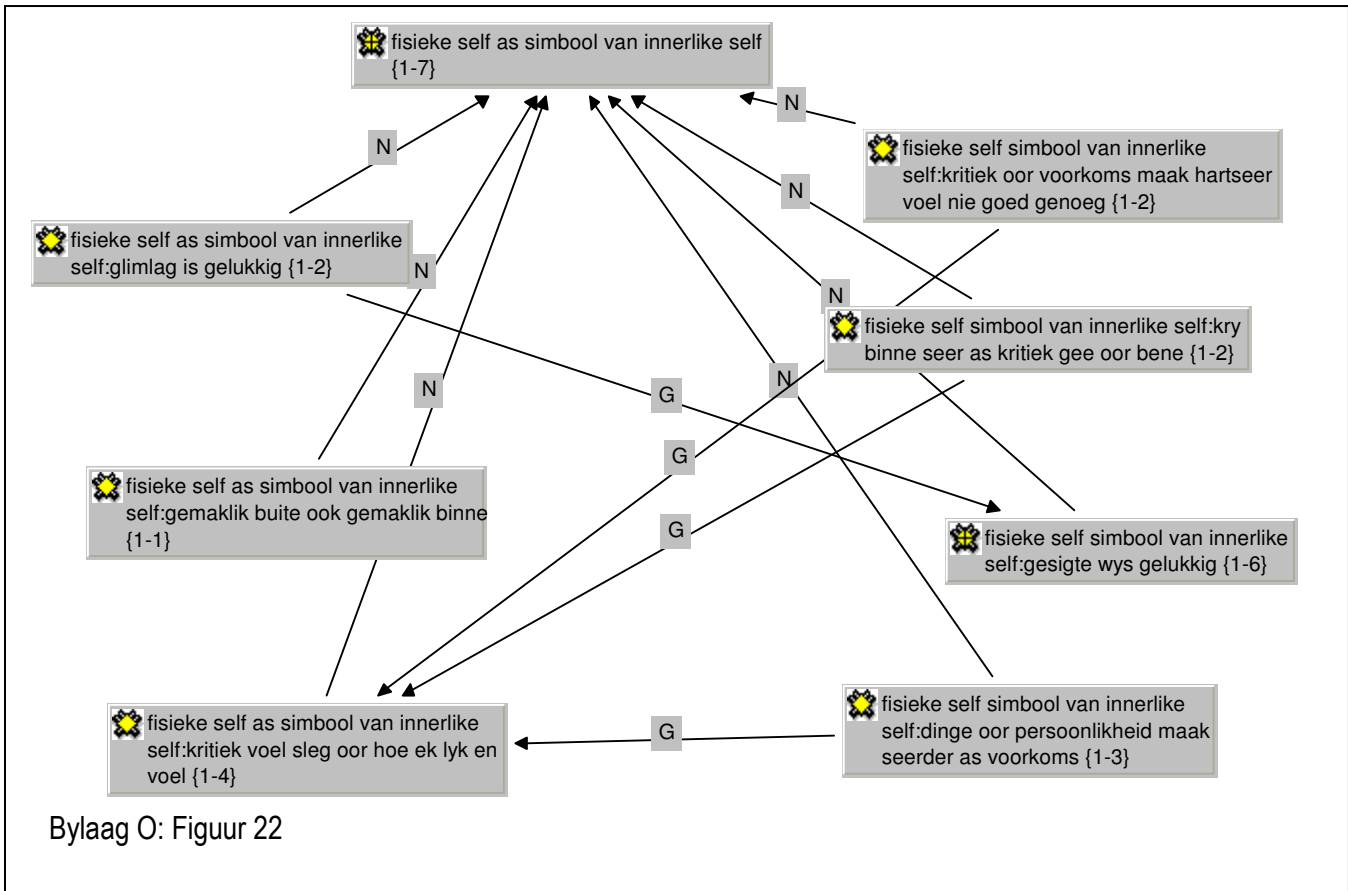 fisieke self as simbool van innerlike self
{1-7}
N
fisieke self simbool van innerlike
self:kritiek oor voorkoms maak hartseer
voel nie goed genoeg {1-2}
N
N
fisieke self as simbool van innerlike
self:glimlag is gelukkig {1-2}
N
N
fisieke self simbool van innerlike self:kry
binne seer as kritiek gee oor bene {1-2}
N
N
G
G
fisieke self as simbool van innerlike
self:gemaklik buite ook gemaklik binne
{1-1}
G
fisieke self simbool van innerlike
self:gesigte wys gelukkig {1-6}
fisieke self as simbool van innerlike
self:kritiek voel sleg oor hoe ek lyk en
voel {1-4}
G
fisieke self simbool van innerlike
self:dinge oor persoonlikheid maak
seerder as voorkoms {1-3}
Bylaag O: Figuur 22